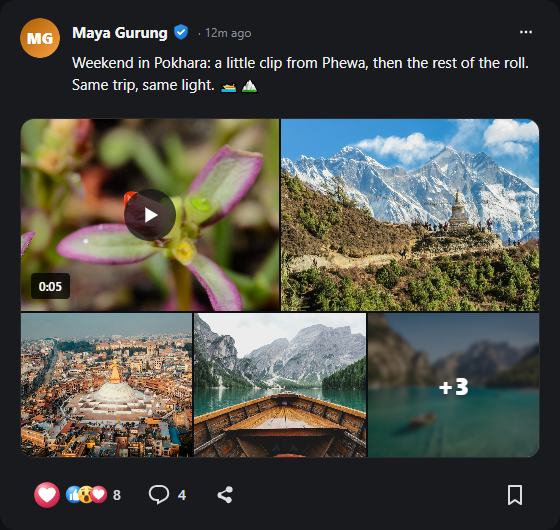 MG
Maya Gurung · 12m ago
Weekend in Pokhara: a little clip from Phewa, then the rest of the roll.
Same trip, same light. 🚤 🏔️
0:05
+3
8
4